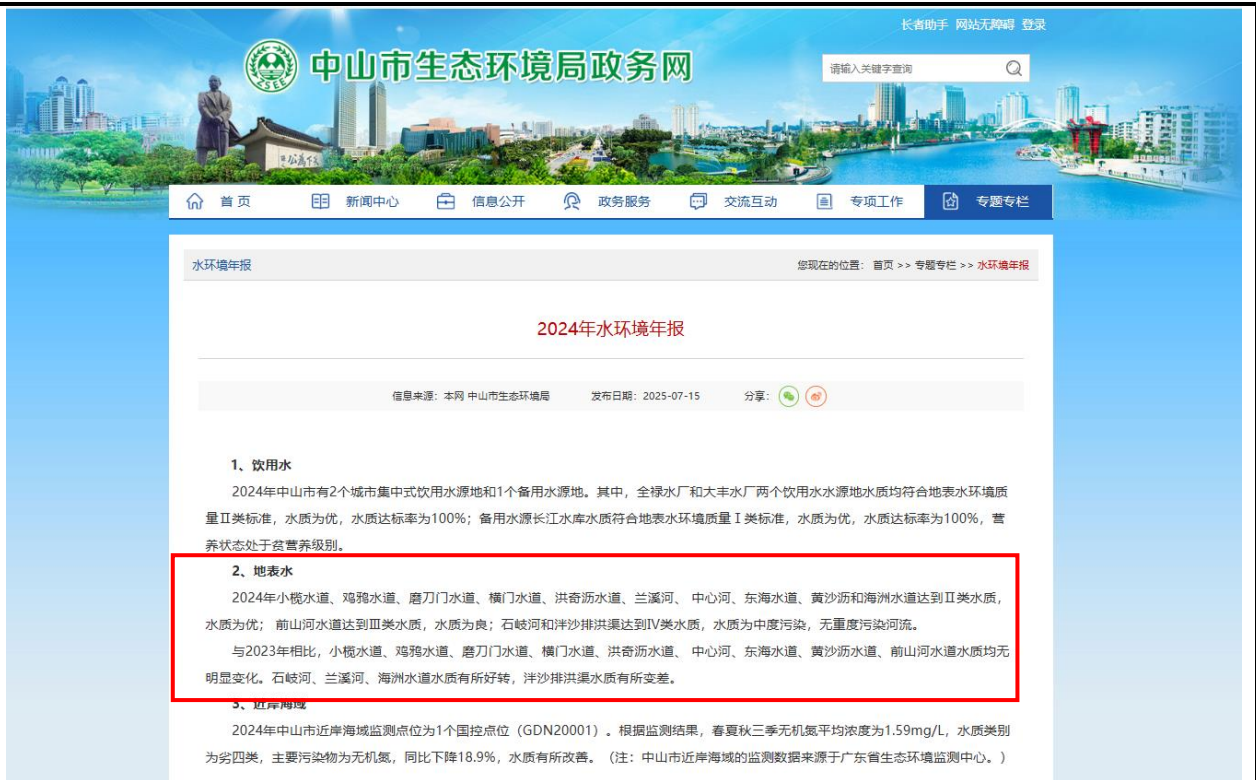 长者助手 网站无障碍 登录
ZSEE
中山市生态环境局政务网
请输入关键字查询
天下为公
首页 新闻中心 信息公开 政务服务 交流互动 专项工作 专题专栏
水环境年报 您现在的位置: 首页 >> 专题专栏 >> 水环境年报
2024年水环境年报
信息来源: 本网 中山市生态环境局 发布日期: 2025-07-15 分享:
1、饮用水
2024年中山市有2个城市集中式饮用水源地和1个备用水源地。其中, 全禄水厂和大丰水厂两个饮用水水源地水质均符合地表水环境质
量Ⅱ类标准, 水质为优, 水质达标率为100%; 备用水源长江水库水质符合地表水环境质量Ⅰ类标准, 水质为优, 水质达标率为100%, 营
养状态处于贫营养级别。
2、地表水
2024年小榄水道、鸡鸦水道、磨刀门水道、横门水道、洪奇沥水道、兰溪河、 中心河、东海水道、黄沙沥和海洲水道达到Ⅱ类水质,
水质为优; 前山河水道达到Ⅲ类水质, 水质为良; 石岐河和泮沙排洪渠达到Ⅳ类水质, 水质为中度污染, 无重度污染河流。
与2023年相比, 小榄水道、鸡鸦水道、磨刀门水道、横门水道、洪奇沥水道、 中心河、东海水道、黄沙沥水道、前山河水道水质均无
明显变化。石岐河、兰溪河、海洲水道水质有所好转, 泮沙排洪渠水质有所变差。
3、近岸海域
2024年中山市近岸海域监测点位为1个国控点位 (GDN20001) 。根据监测结果, 春夏秋三季无机氮平均浓度为1.59mg/L, 水质类别
为劣四类, 主要污染物为无机氮, 同比下降18.9%, 水质有所改善。 (注: 中山市近岸海域的监测数据来源于广东省生态环境监测中心。)